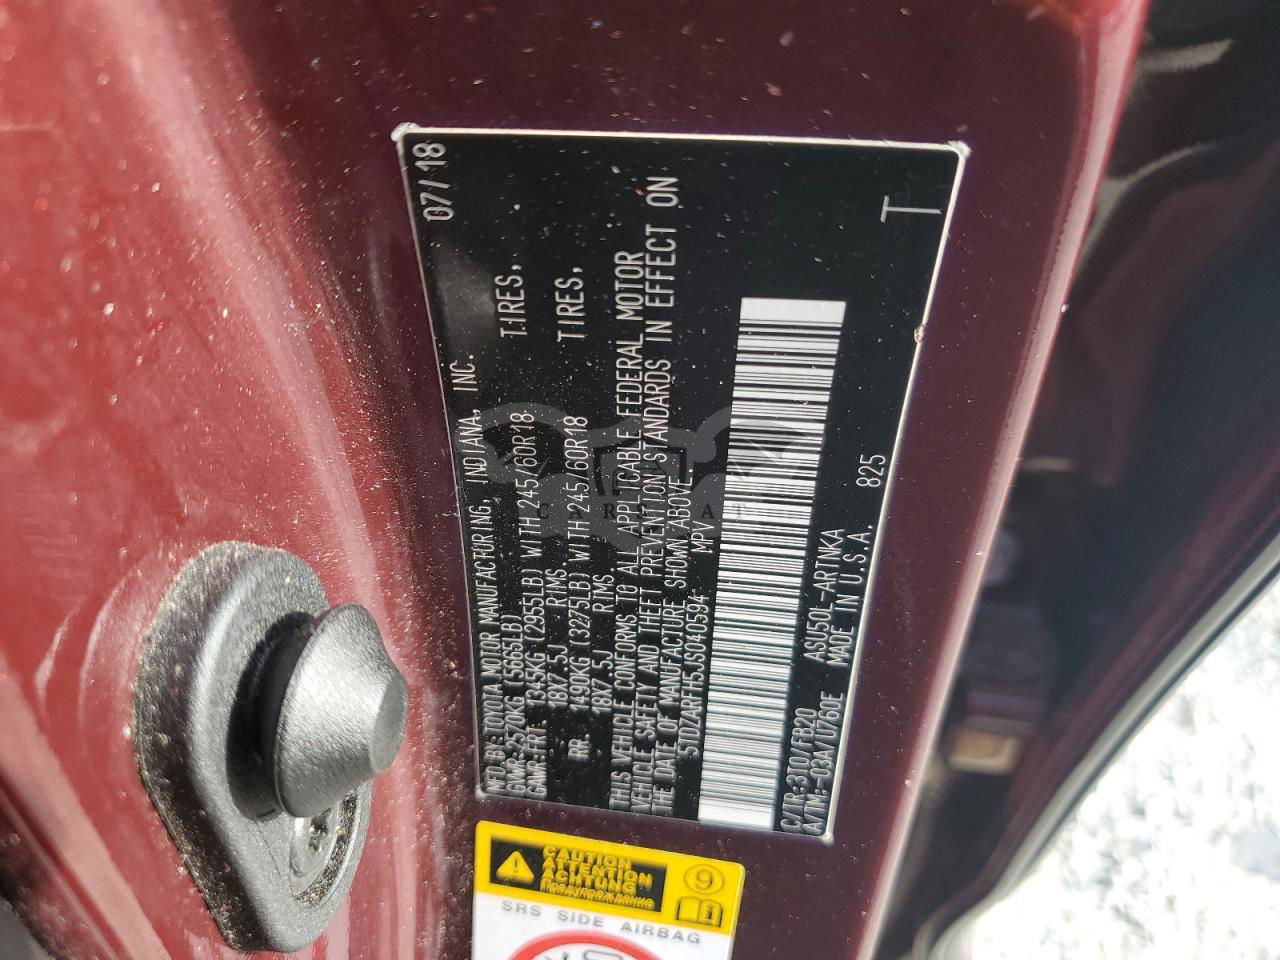 07/18
MFD.BY:TOYOTA MOTOR MANUFACTURING, INDIANA, INC.
GVWR:2570KG (5665LB)
GAWR:FRT. 1345KG (2955LB) WITH 245/60R18 TIRES,
18X7.5J RIMS
RR. 1490KG (3275LB) WITH 245/60R18 TIRES,
18X7.5J RIMS
THIS VEHICLE CONFORMS TO ALL APPLICABLE FEDERAL MOTOR
VEHICLE SAFETY AND THEFT PREVENTION STANDARDS IN EFFECT ON
THE DATE OF MANUFACTURE SHOWN ABOVE.
5TDZARFH5JS040594 MPV
C/TR:3T0/FB20 ASU50L-ARTNKA 825
A/TM:-03A/U760E MADE IN U.S.A.
T
CAUTION
ATTENTION
ACHTUNG
Предупреждение
9
i
SRS SIDE AIRBAG